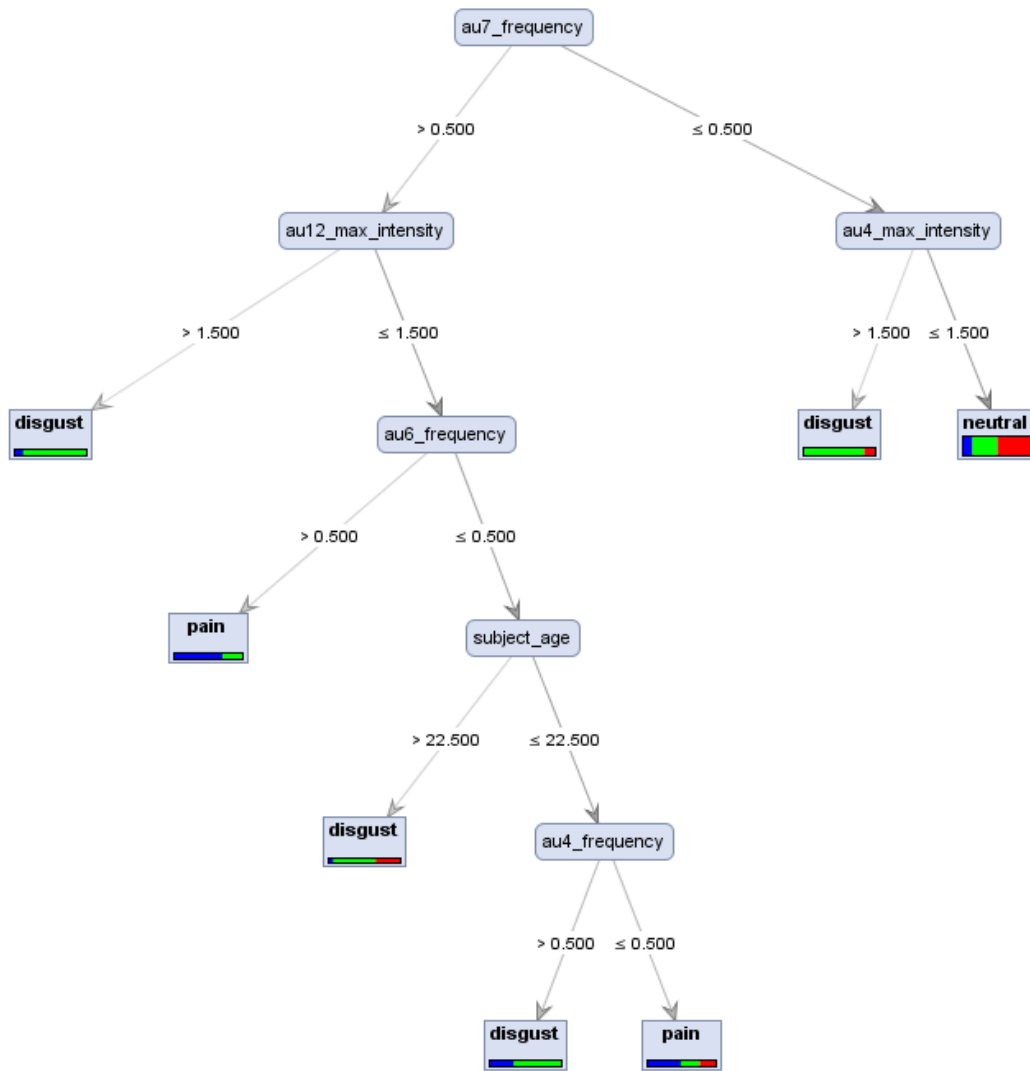 au7_frequency
> 0.500
≤ 0.500
au12_max_intensity
au4_max_intensity
> 1.500
≤ 1.500
> 1.500
≤ 1.500
disgust
au6_frequency
disgust
neutral
> 0.500
≤ 0.500
pain
subject_age
> 22.500
≤ 22.500
disgust
au4_frequency
> 0.500
≤ 0.500
disgust
pain